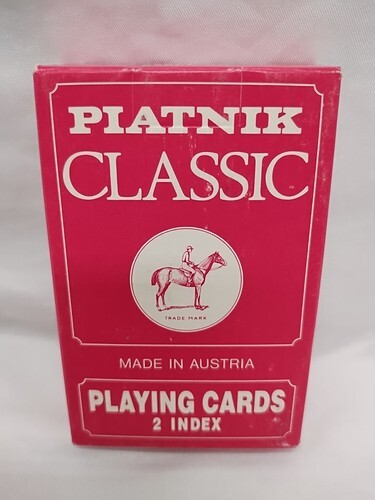 PIATNIK
CLASSIC
TRADE MARK
MADE IN AUSTRIA
PLAYING CARDS
2 INDEX